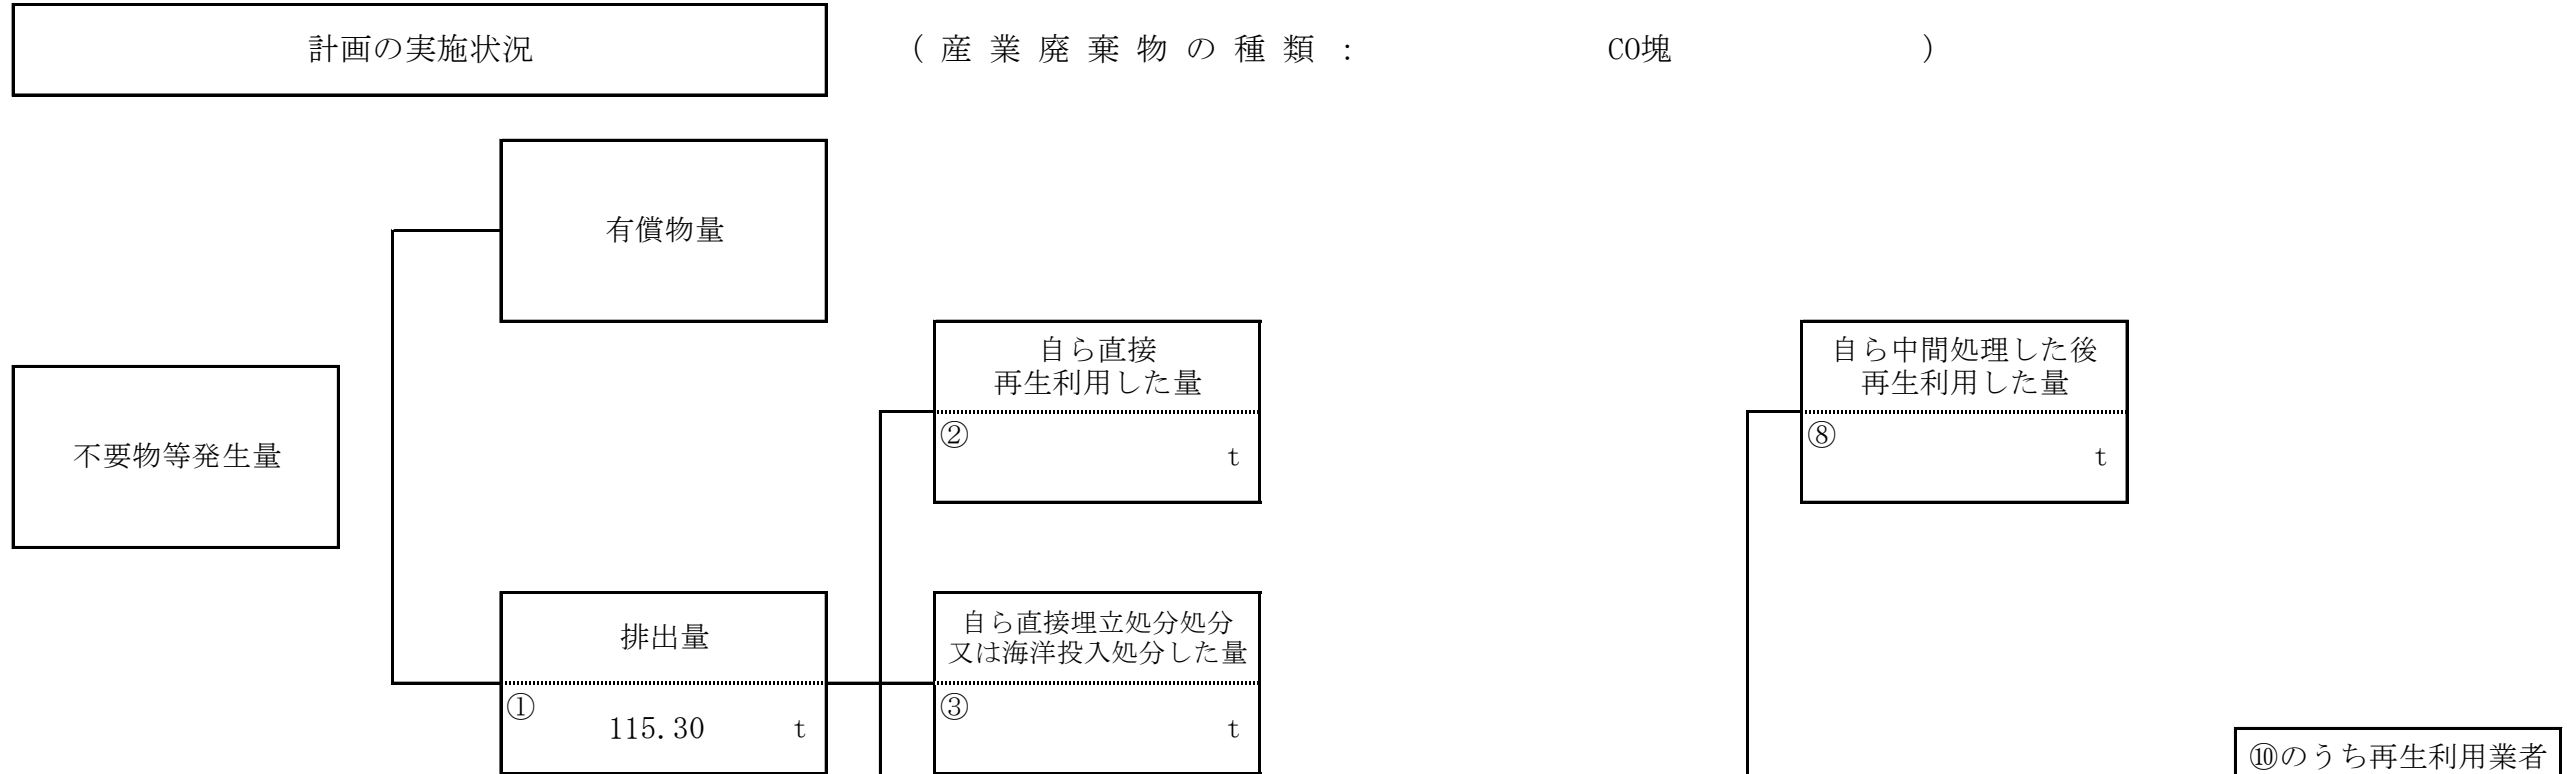 計画の実施状況
（産業廃棄物の種類： CO塊 ）
有償物量
自ら直接
再生利用した量
②
t
自ら中間処理した後
再生利用した量
⑧
t
不要物等発生量
排出量
①
115.30 t
自ら直接埋立処分処分
又は海洋投入処分した量
③
t
⑩のうち再生利用業者